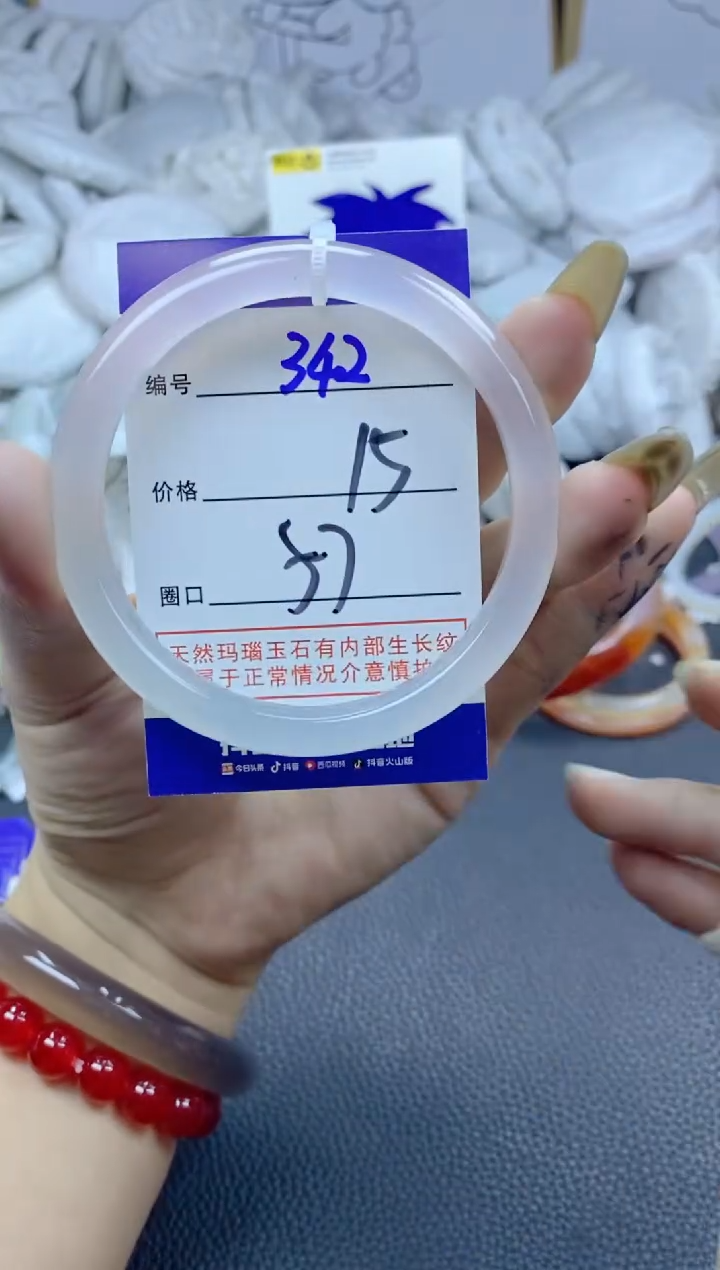 编号 342
价格 15
圈口 57
天然玛瑙玉石有内部生长纹
属于正常情况介意慎拍
今日头条 抖音 西瓜视频 抖音火山版